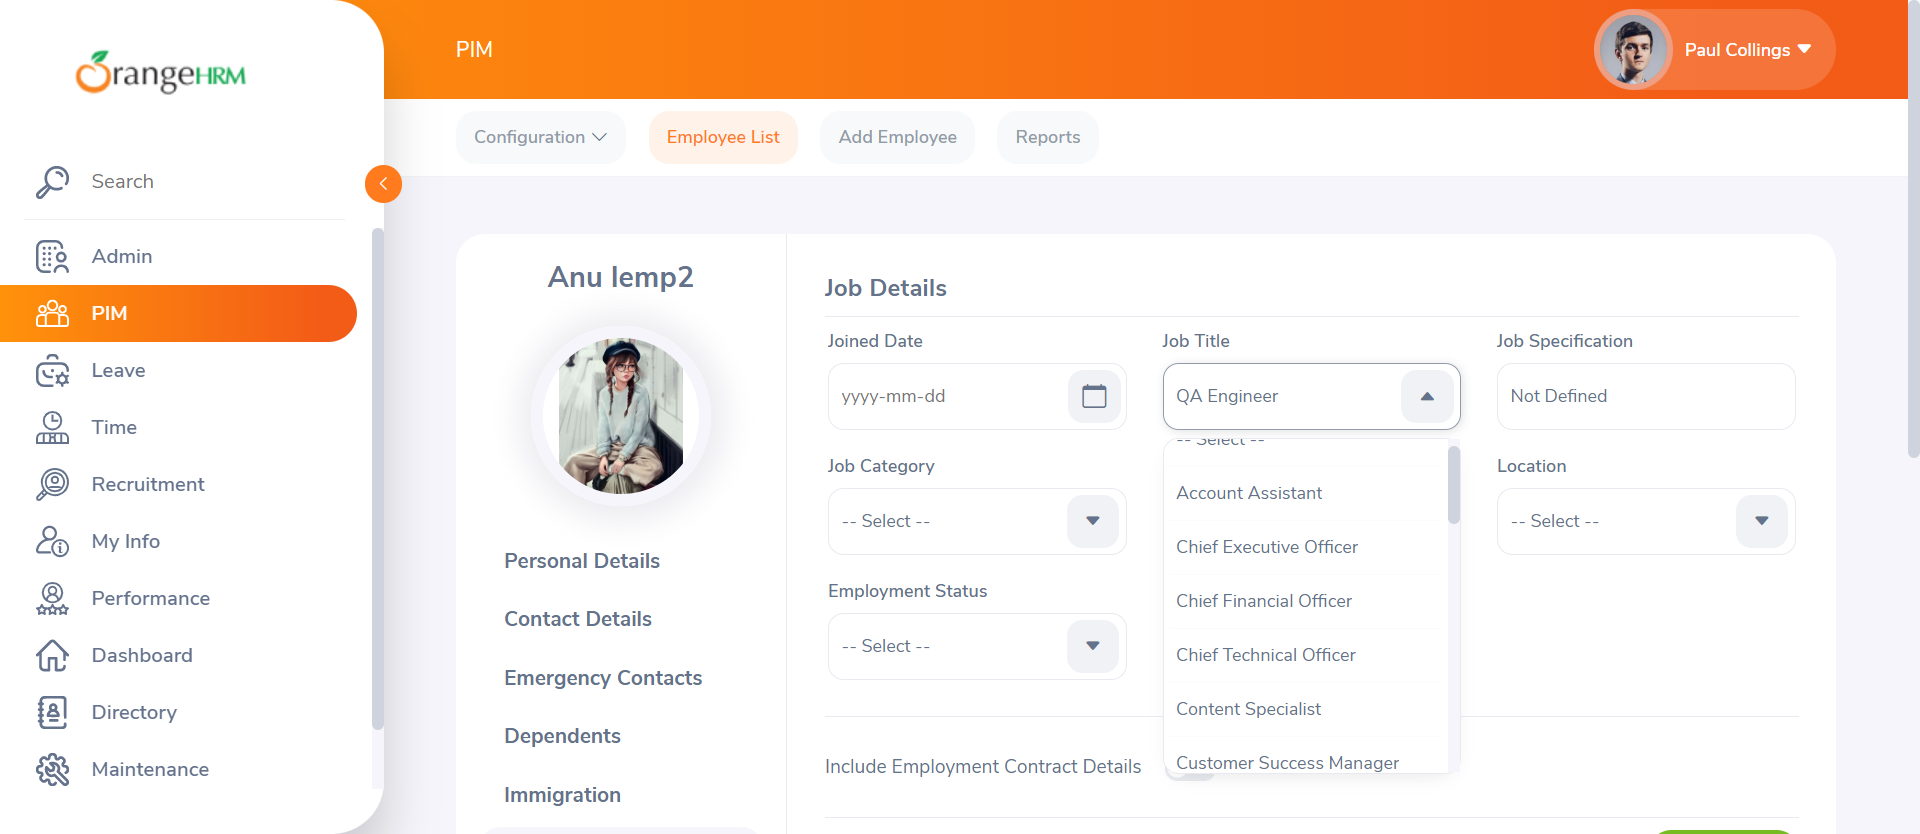 OrangeHRM
Search
Admin
PIM
Leave
Time
Recruitment
My Info
Performance
Dashboard
Directory
Maintenance
PIM
Paul Collings
Configuration
Employee List
Add Employee
Reports
Anu lemp2
Personal Details
Contact Details
Emergency Contacts
Dependents
Immigration
Job Details
Joined Date
yyyy-mm-dd
Job Title
QA Engineer
-- Select --
Account Assistant
Chief Executive Officer
Chief Financial Officer
Chief Technical Officer
Content Specialist
Customer Success Manager
Job Specification
Not Defined
Job Category
-- Select --
Location
-- Select --
Employment Status
-- Select --
Include Employment Contract Details